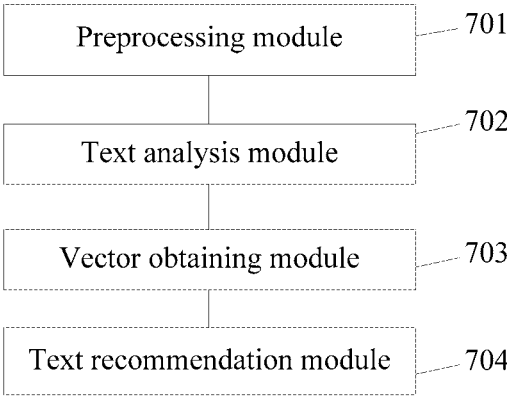 Preprocessing module
701
Text analysis module
702
Vector obtaining module
703
Text recommendation module
704